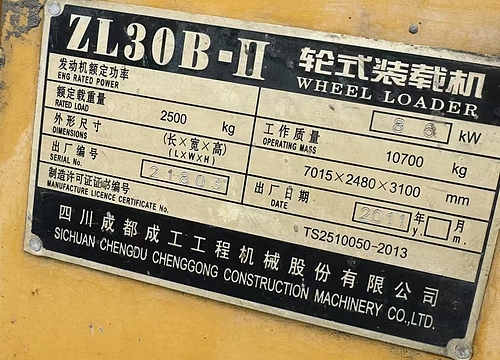 ZL30B-II 轮式装载机
WHEEL LOADER
发动机额定功率 86 kW
ENG RATED POWER
额定载重量 2500 kg
RATED LOAD
工作质量 10700 kg
OPERATING MASS
外形尺寸 (长×宽×高) 7015×2480×3100 mm
DIMENSIONS (L×W×H)
出厂编号 21803
SERIAL No.
出厂日期 2011 年 月
DATE y. m.
制造许可证证书编号 TS2510050-2013
MANUFACTURE LICENCE CERTIFICATE No.
四川成都成工工程机械股份有限公司
SICHUAN CHENGDU CHENGGONG CONSTRUCTION MACHINERY CO.,LTD.